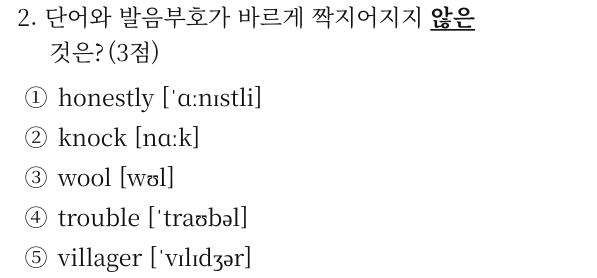 2. 단어와 발음부호가 바르게 짝지어지지 않은
것은? (3점)
① honestly [ˈɑːnɪstli]
② knock [nɑːk]
③ wool [wʊl]
④ trouble [ˈtraʊbəl]
⑤ villager [ˈvɪlɪdʒər]